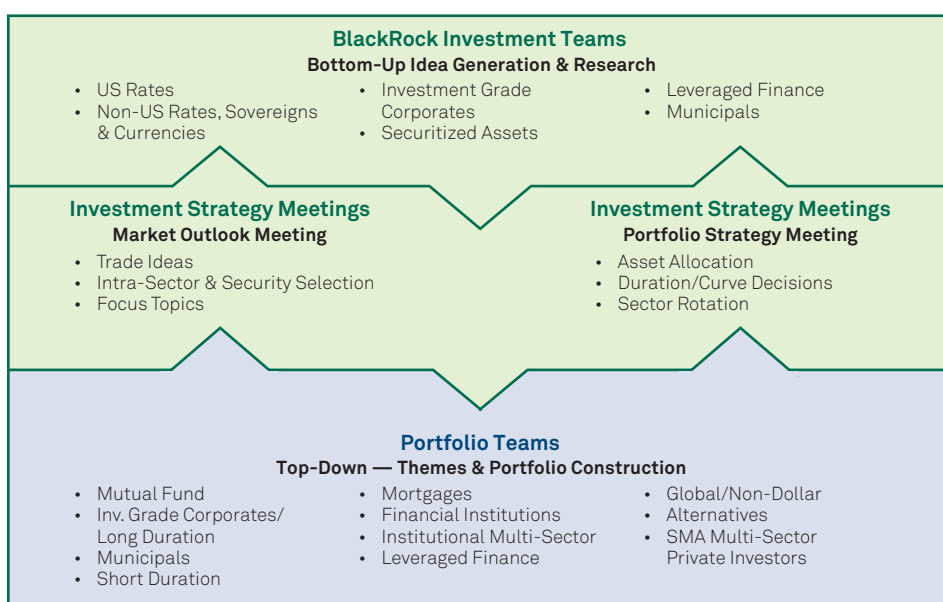 BlackRock Investment Teams
Bottom-Up Idea Generation & Research
• US Rates
• Non-US Rates, Sovereigns
& Currencies
• Investment Grade
Corporates
• Securitized Assets
• Leveraged Finance
• Municipals
Investment Strategy Meetings
Market Outlook Meeting
• Trade Ideas
• Intra-Sector & Security Selection
• Focus Topics
Investment Strategy Meetings
Portfolio Strategy Meeting
• Asset Allocation
• Duration/Curve Decisions
• Sector Rotation
Portfolio Teams
Top-Down — Themes & Portfolio Construction
• Mutual Fund
• Inv. Grade Corporates/
Long Duration
• Municipals
• Short Duration
• Mortgages
• Financial Institutions
• Institutional Multi-Sector
• Leveraged Finance
• Global/Non-Dollar
• Alternatives
• SMA Multi-Sector
Private Investors